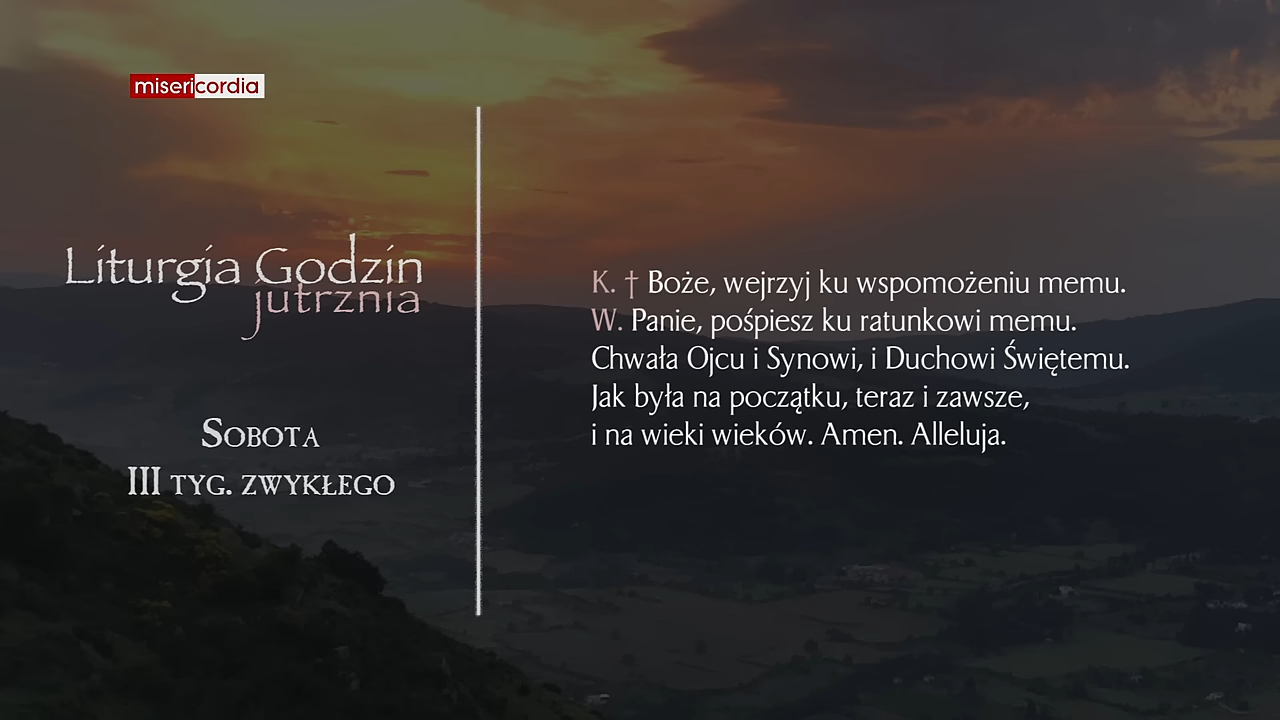 misericordia
Liturgia Godzin
jutrznia
Sobota
III tyg. zwykłego
K. † Boże, wejrzyj ku wspomożeniu memu.
W. Panie, pośpiesz ku ratunkowi memu.
Chwała Ojcu i Synowi, i Duchowi Świętemu.
Jak była na początku, teraz i zawsze,
i na wieki wieków. Amen. Alleluja.